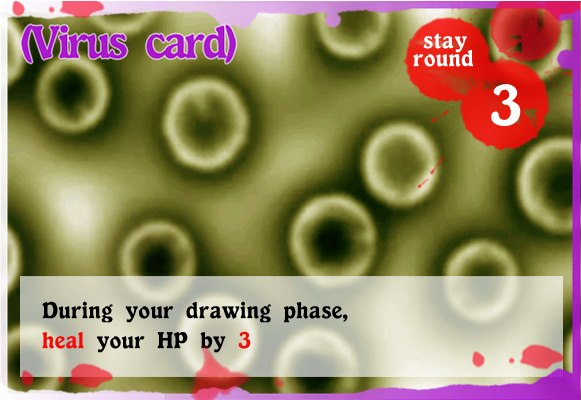 (Virus card)
stay
round
3
During your drawing phase,
heal your HP by 3